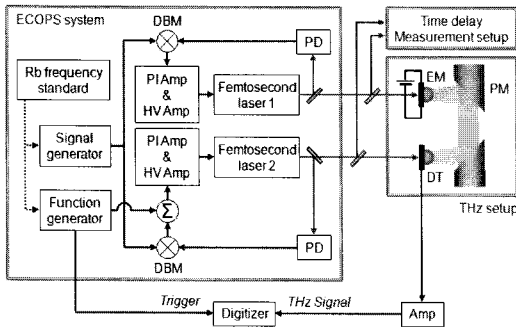 ECOPS system
DBM
PD
Time delay
Measurement setup
Rb frequency
standard
PI Amp
&
HV Amp
Femtosecond
laser 1
EM
PM
Signal
generator
PI Amp
&
HV Amp
Femtosecond
laser 2
DT
Function
generator
Σ
THz setup
DBM
PD
Trigger
Digitizer
THz Signal
Amp